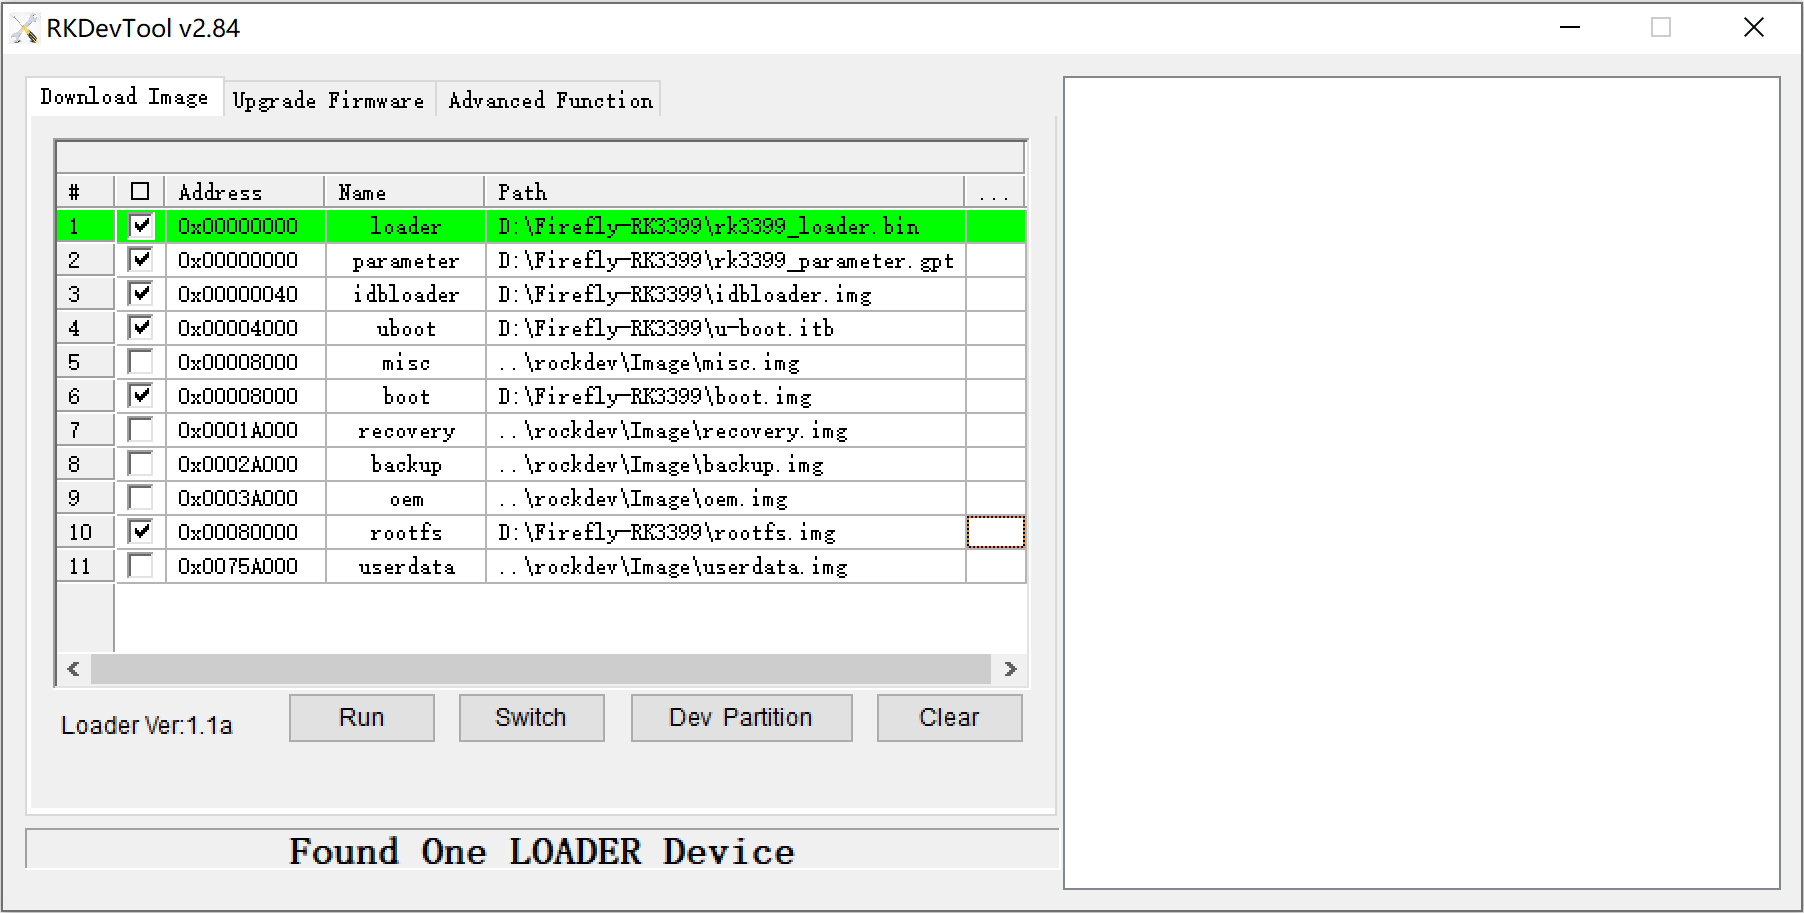 RKDevTool v2.84
Download Image Upgrade Firmware Advanced Function
# Address Name Path ...
1 0x00000000 loader D:\Firefly-RK3399\rk3399_loader.bin
2 0x00000000 parameter D:\Firefly-RK3399\rk3399_parameter.gpt
3 0x00000040 idbloader D:\Firefly-RK3399\idbloader.img
4 0x00004000 uboot D:\Firefly-RK3399\u-boot.itb
5 0x00008000 misc ..\rockdev\Image\misc.img
6 0x00008000 boot D:\Firefly-RK3399\boot.img
7 0x0001A000 recovery ..\rockdev\Image\recovery.img
8 0x0002A000 backup ..\rockdev\Image\backup.img
9 0x0003A000 oem ..\rockdev\Image\oem.img
10 0x00080000 rootfs D:\Firefly-RK3399\rootfs.img
11 0x0075A000 userdata ..\rockdev\Image\userdata.img
Loader Ver:1.1a Run Switch Dev Partition Clear
Found One LOADER Device